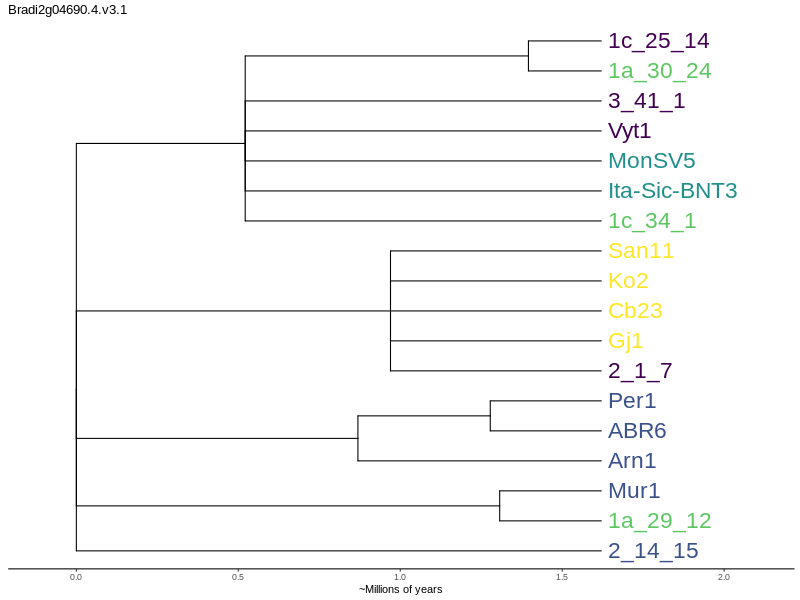 Bradi2g04690.4.v3.1
1c_25_14
1a_30_24
3_41_1
Vyt1
MonSV5
Ita-Sic-BNT3
1c_34_1
San11
Ko2
Cb23
Gj1
2_1_7
Per1
ABR6
Arn1
Mur1
1a_29_12
2_14_15
0.0 0.5 1.0 1.5 2.0
~Millions of years